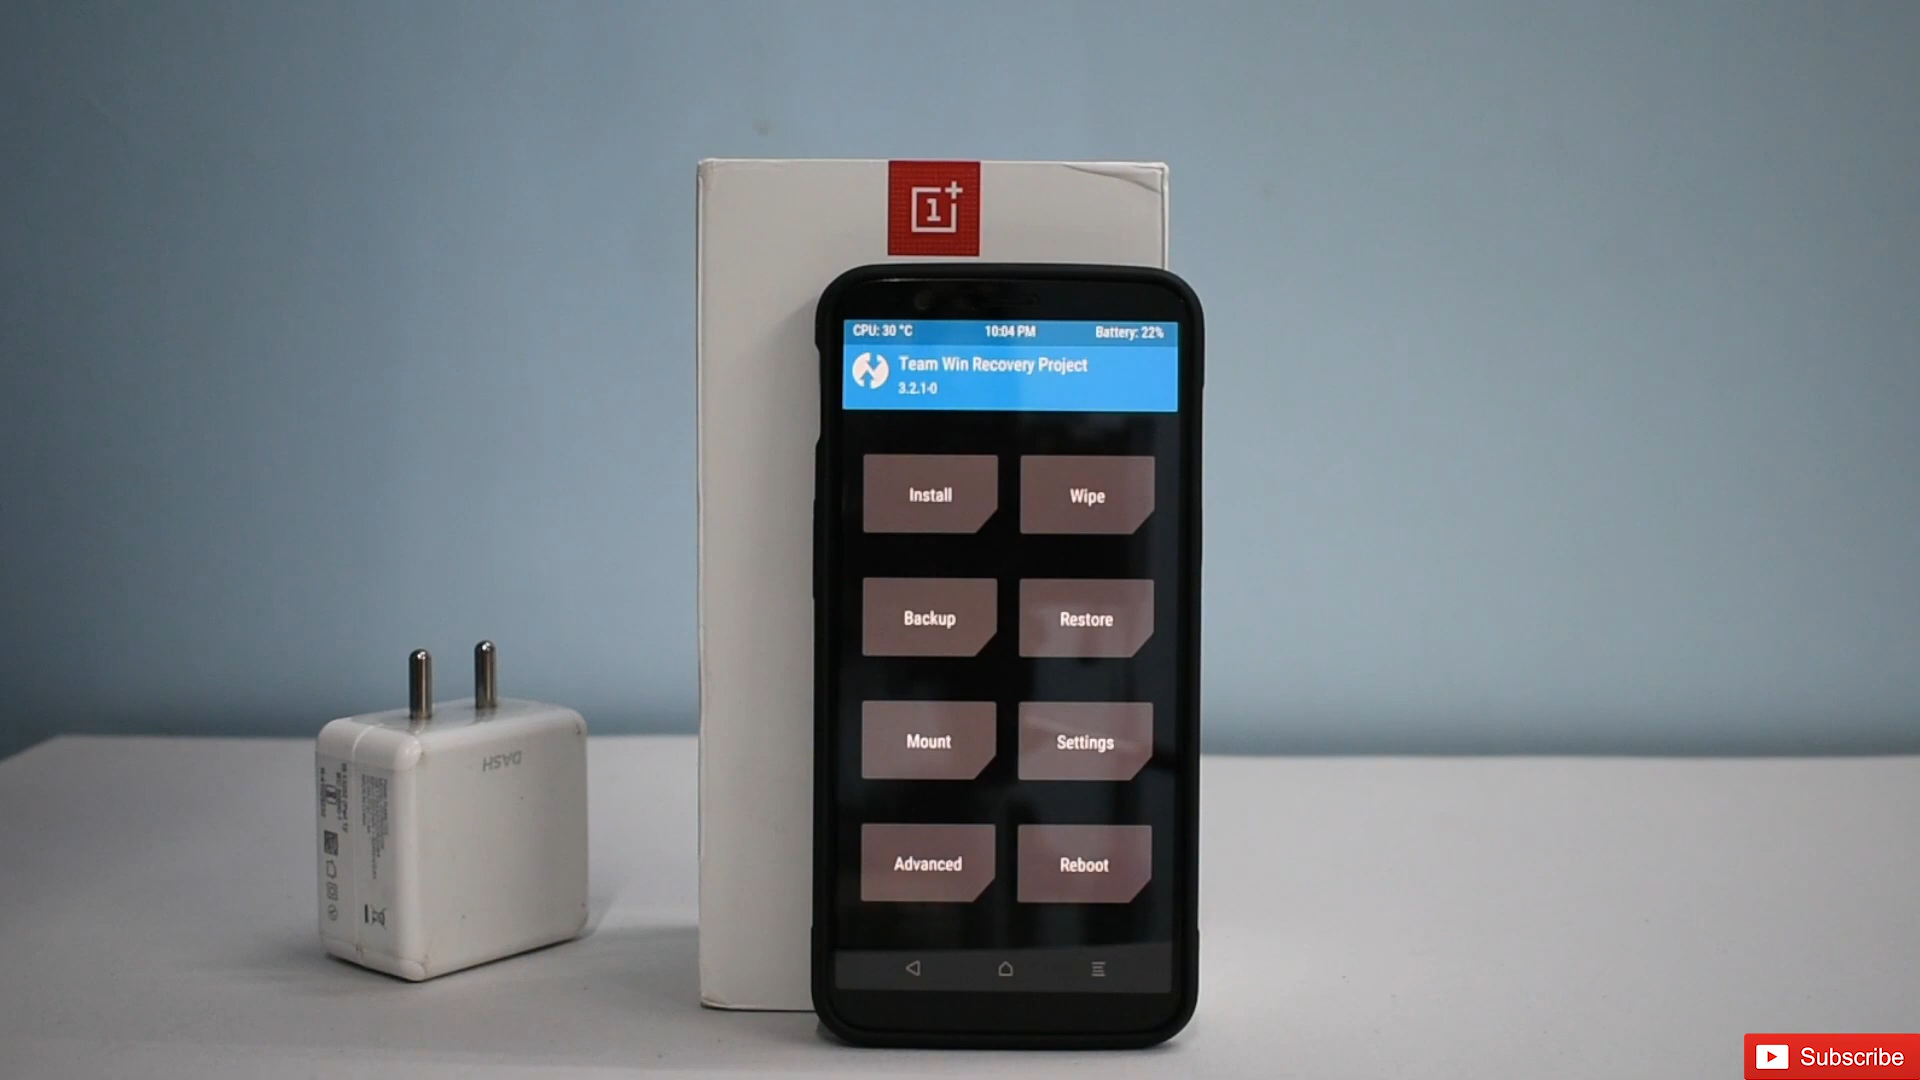 1+
CPU: 30 °C 10:04 PM Battery: 22%
Team Win Recovery Project
3.2.1-0
Install Wipe
Backup Restore
Mount Settings
Advanced Reboot
DASH
Subscribe